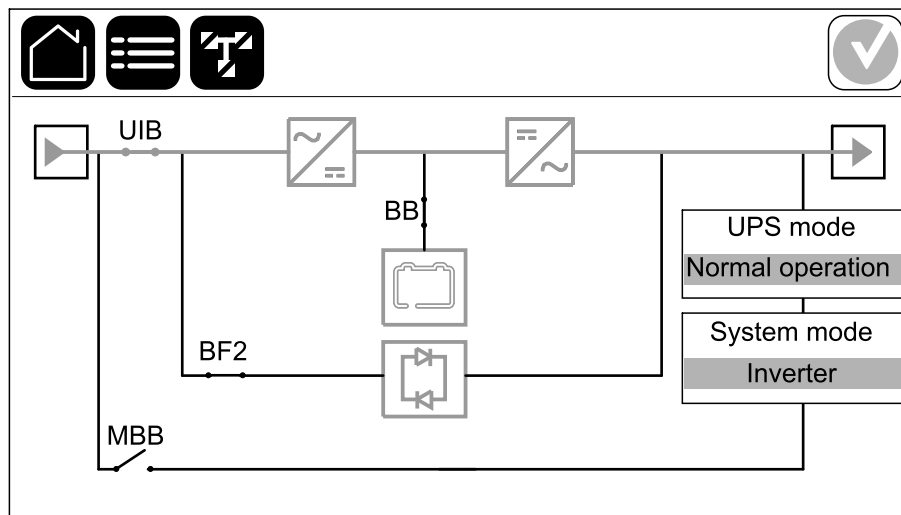 UIB
BB
UPS mode
Normal operation
System mode
Inverter
BF2
MBB